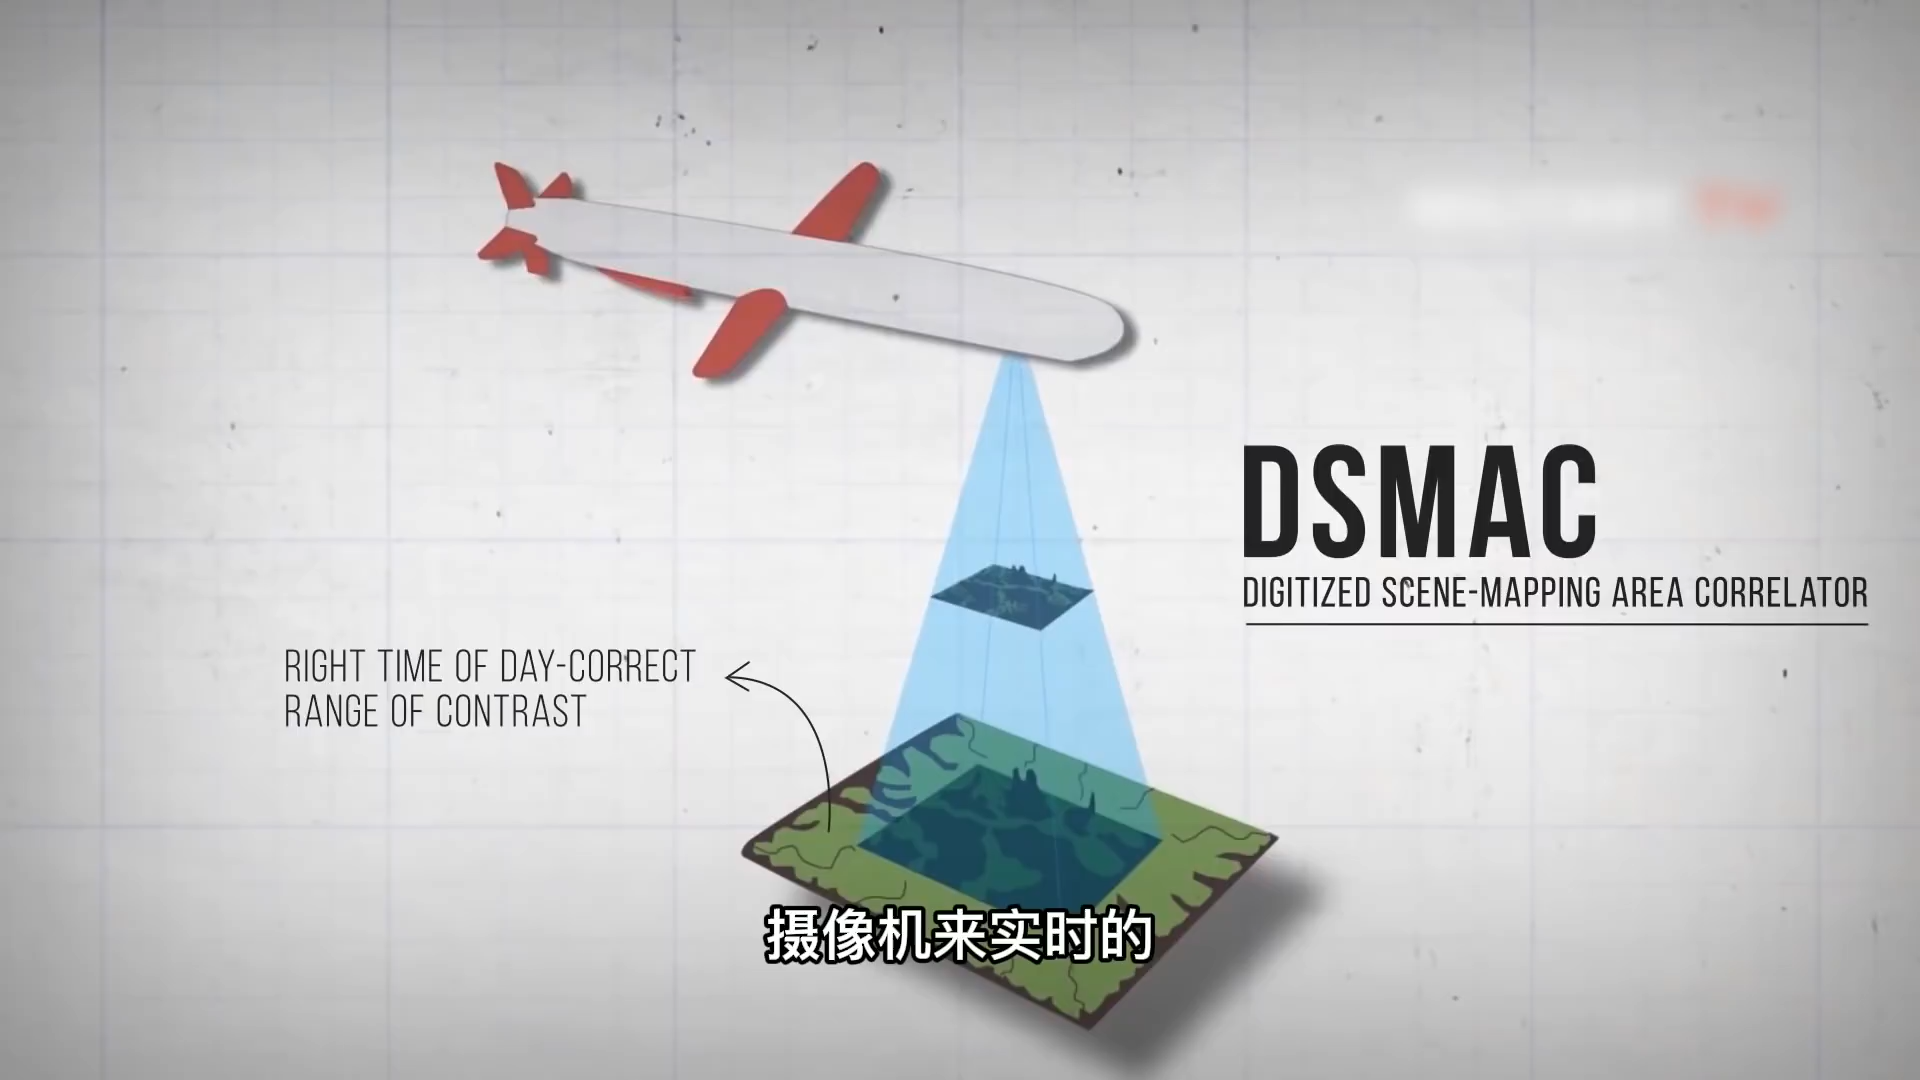 DSMAC
DIGITIZED SCENE-MAPPING AREA CORRELATOR
RIGHT TIME OF DAY-CORRECT
RANGE OF CONTRAST
摄像机来实时的